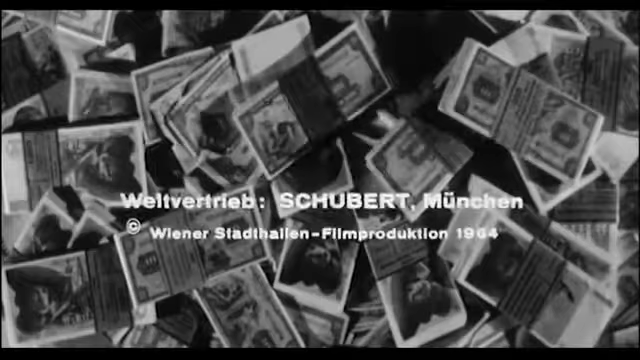 Weltvertrieb: SCHUBERT, München
© Wiener Stadthallen-Filmproduktion 1964